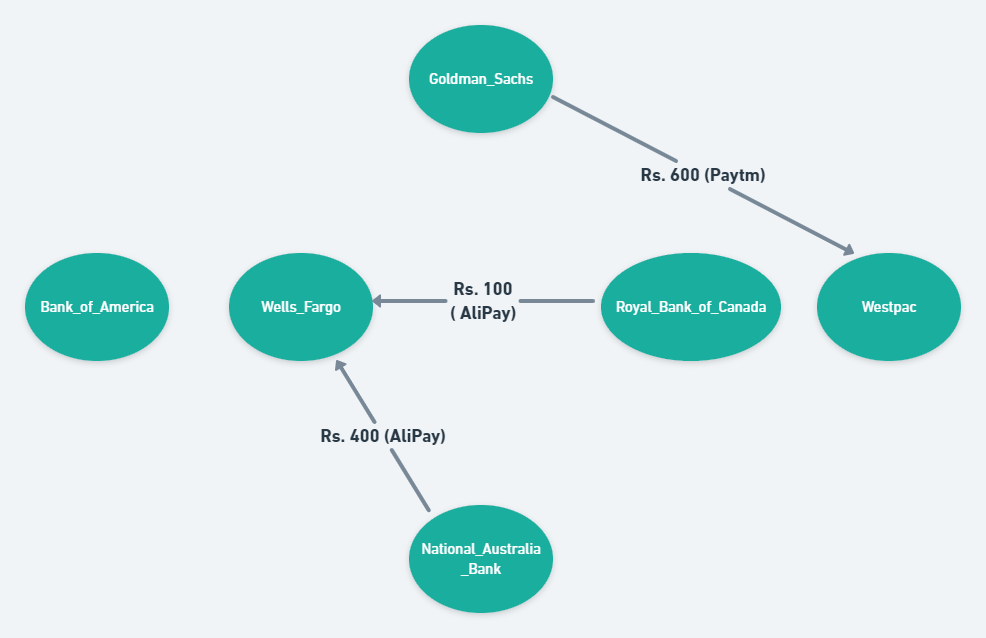 Goldman_Sachs
Rs. 600 (Paytm)
Bank_of_America
Wells_Fargo
Rs. 100
( AliPay)
Royal_Bank_of_Canada
Westpac
Rs. 400 (AliPay)
National_Australia
_Bank